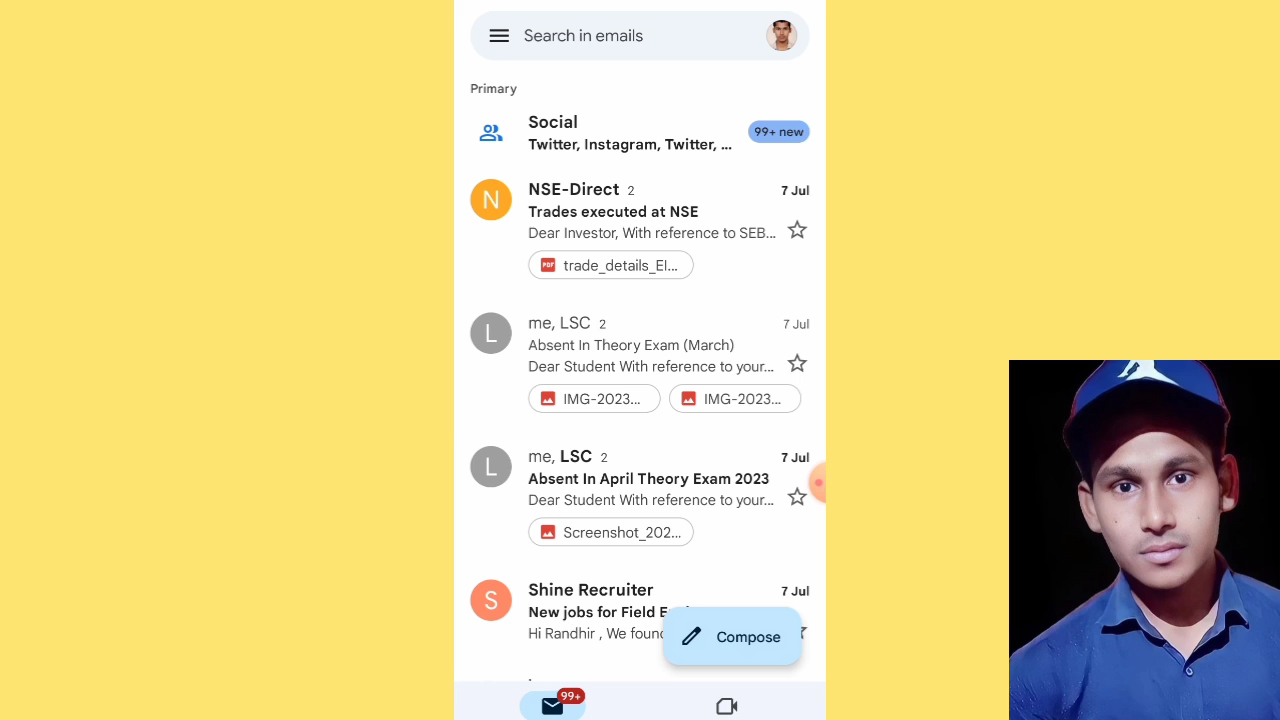 Search in emails
Primary
Social
Twitter, Instagram, Twitter, ...
99+ new
N
NSE-Direct 2
7 Jul
Trades executed at NSE
Dear Investor, With reference to SEB...
PDF
trade_details_EI...
L
me, LSC 2
7 Jul
Absent In Theory Exam (March)
Dear Student With reference to your...
IMG-2023...
IMG-2023...
L
me, LSC 2
7 Jul
Absent In April Theory Exam 2023
Dear Student With reference to your...
Screenshot_202...
S
Shine Recruiter
7 Jul
New jobs for Field
Hi Randhir , We found
Compose
99+